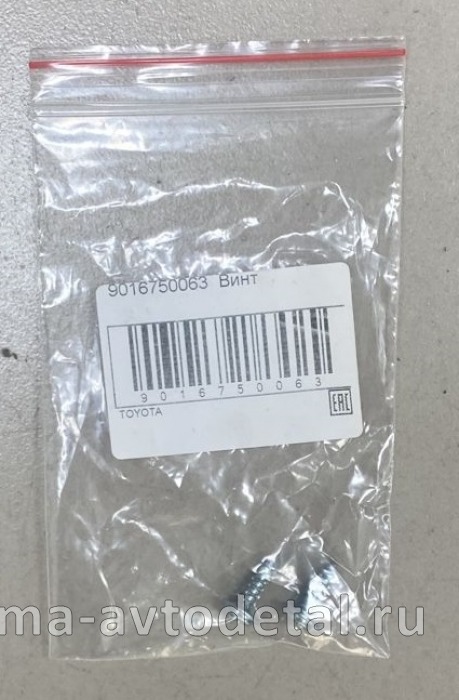 9016750063 Винт
9016750063
TOYOTA
EAC
ma-avtodetal.ru